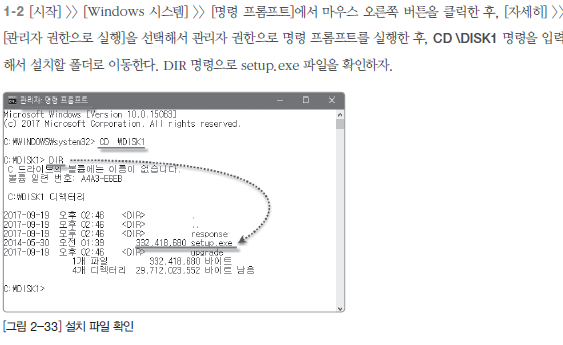 1-2 [시작] 〉〉 [Windows 시스템] 〉〉 [명령 프롬프트]에서 마우스 오른쪽 버튼을 클릭한 후, [자세히] 〉〉
[관리자 권한으로 실행]을 선택해서 관리자 권한으로 명령 프롬프트를 실행한 후, CD \DISK1 명령을 입력
해서 설치할 폴더로 이동한다. DIR 명령으로 setup.exe 파일을 확인하자.
관리자: 명령 프롬프트
Microsoft Windows [Version 10.0.15063]
(c) 2017 Microsoft Corporation. All rights reserved.
C:₩WINDOWS₩system32> CD ₩DISK1
C:₩DISK1> DIR
C 드라이브의 볼륨에는 이름이 없습니다.
볼륨 일련 번호: A4A3-E6EB
C:₩DISK1 디렉터리
2017-09-19 오후 02:46 <DIR> .
2017-09-19 오후 02:46 <DIR> ..
2017-09-19 오후 02:46 <DIR> response
2014-05-30 오전 01:39 332,418,680 setup.exe
2017-09-19 오후 02:46 <DIR> upgrade
1개 파일 332,418,680 바이트
4개 디렉터리 29,712,023,552 바이트 남음
C:₩DISK1>
[그림 2-33] 설치 파일 확인